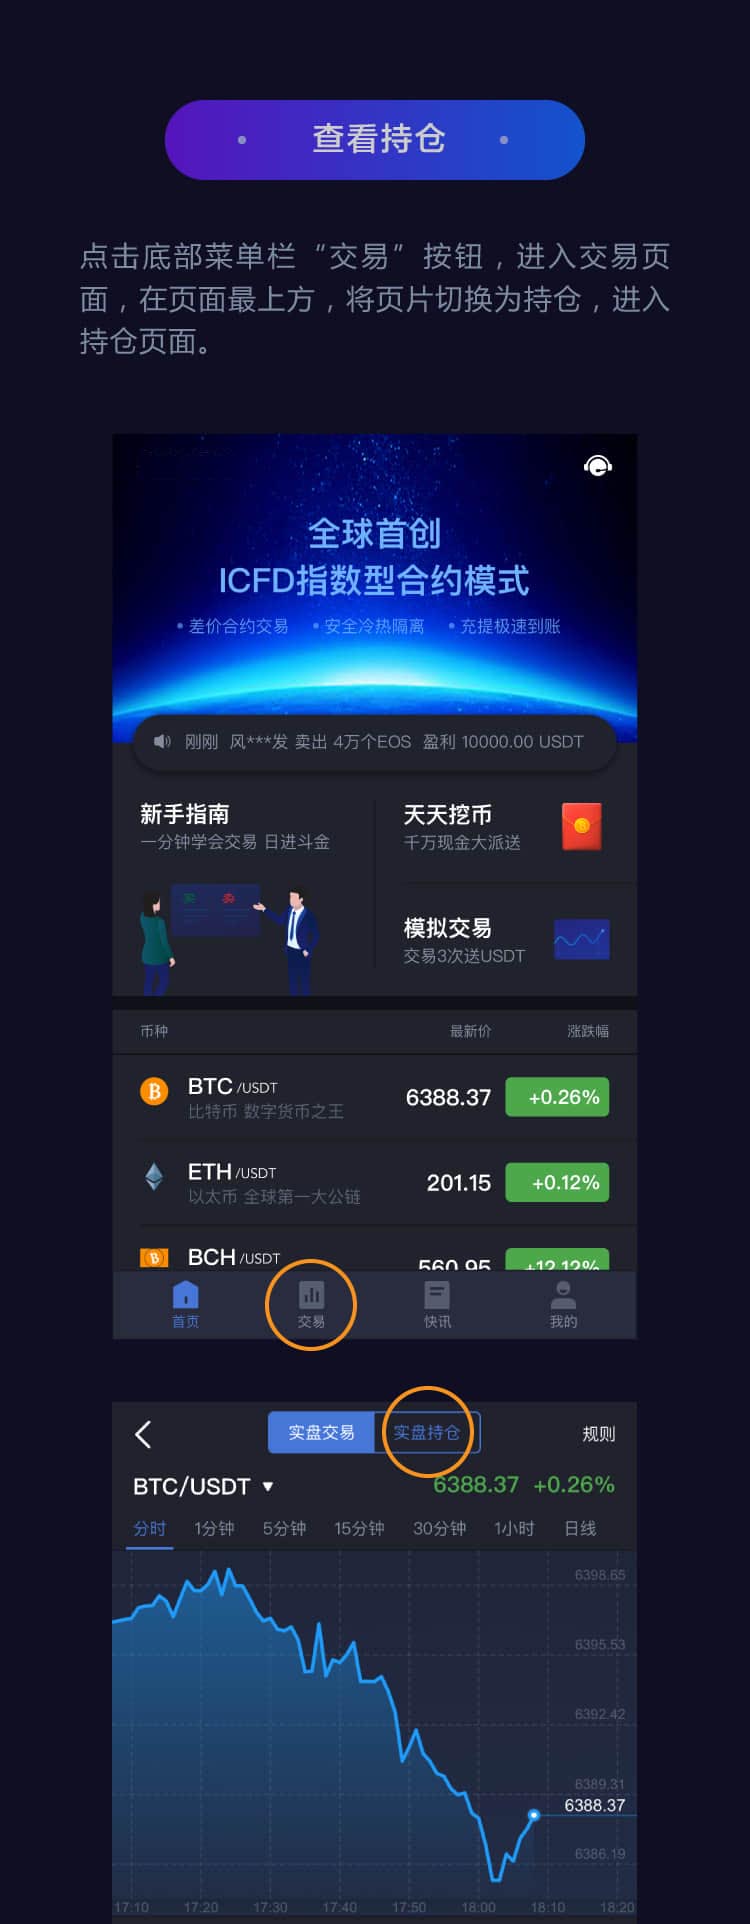 查看持仓
点击底部菜单栏“交易”按钮，进入交易页
面，在页面最上方，将页片切换为持仓，进入
持仓页面。
全球首创
ICFD指数型合约模式
• 差价合约交易 • 安全冷热隔离 • 充提极速到账
刚刚 风***发 卖出 4万个EOS 盈利 10000.00 USDT
新手指南
一分钟学会交易 日进斗金
天天挖币
千万现金大派送
模拟交易
交易3次送USDT
币种 最新价 涨跌幅
BTC /USDT 6388.37 +0.26%
比特币 数字货币之王
ETH /USDT 201.15 +0.12%
以太币 全球第一大公链
BCH /USDT 560.95 +12.12%
首页 交易 快讯 我的
实盘交易 实盘持仓 规则
BTC/USDT 6388.37 +0.26%
分时 1分钟 5分钟 15分钟 30分钟 1小时 日线
6398.65
6395.53
6392.42
6389.31
6388.37
6386.19
17:10 17:20 17:30 17:40 17:50 18:00 18:10 18:20